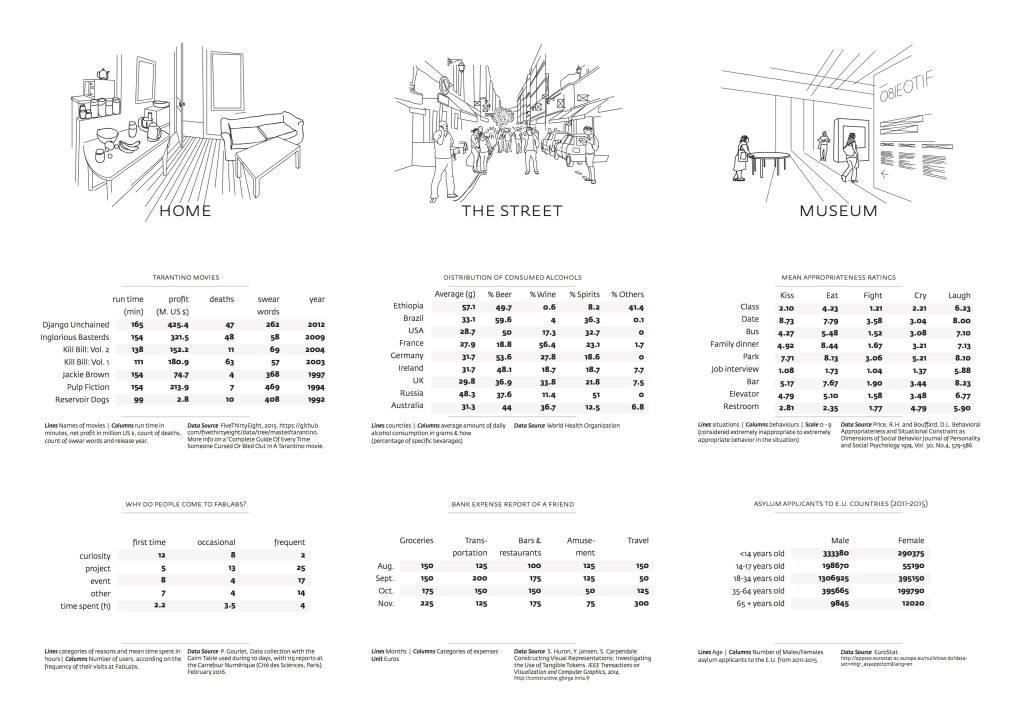 OBJEOTIF
HOME
THE STREET
MUSEUM
TARANTINO MOVIES
run time (min) profit (M. US $) deaths swear words year
Django Unchained 165 425.4 47 262 2012
Inglorious Basterds 154 321.5 48 58 2009
Kill Bill: Vol. 2 138 152.2 11 69 2004
Kill Bill: Vol. 1 111 180.9 63 57 2003
Jackie Brown 154 74.7 4 368 1997
Pulp Fiction 154 213.9 7 469 1994
Reservoir Dogs 99 2.8 10 408 1992
Lines Names of movies | Columns run time in
minutes, net profit in million US $, count of deaths,
count of swear words and release year.
Data Source FiveThirtyEight, 2015. https://github.
com/fivethirtyeight/data/tree/master/tarantino.
More info on a"Complete Guide Of Every Time
Someone Cursed Or Bled Out In A Tarantino movie.
DISTRIBUTION OF CONSUMED ALCOHOLS
Average (g) % Beer % Wine % Spirits % Others
Ethiopia 57.1 49.7 0.6 8.2 41.4
Brazil 33.1 59.6 4 36.3 0.1
USA 28.7 50 17.3 32.7 0
France 27.9 18.8 56.4 23.1 1.7
Germany 31.7 53.6 27.8 18.6 0
Ireland 31.7 48.1 18.7 18.7 7.7
UK 29.8 36.9 33.8 21.8 7.5
Russia 48.3 37.6 11.4 51 0
Australia 31.3 44 36.7 12.5 6.8
Lines countries | Columns average amount of daily
alcohol consumption in grams & how
(percentage of specific bevarages)
Data Source World Health Organization
MEAN APPROPRIATENESS RATINGS
Kiss Eat Fight Cry Laugh
Class 2.10 4.23 1.21 2.21 6.23
Date 8.73 7.79 3.58 3.04 8.00
Bus 4.27 5.48 1.52 3.08 7.10
Family dinner 4.92 8.44 1.67 3.21 7.13
Park 7.71 8.13 3.06 5.21 8.10
Job interview 1.08 1.73 1.04 1.37 5.88
Bar 5.17 7.67 1.90 3.44 8.23
Elevator 4.79 5.10 1.58 3.48 6.77
Restroom 2.81 2.35 1.77 4.79 5.90
Lines situations | Columns behaviours | Scale 0 - 9
(considered extremely inappropriate to extremely
appropriate behavior in the situation)
Data Source Price, R.H. and Bouffard, D.L. Behavioral
Appropriateness and Situational Constraint as
Dimensions of Social Behavior Journal of Personality
and Social Psychology 1974, Vol. 30, No.4, 579-586
WHY DO PEOPLE COME TO FABLABS?
first time occasional frequent
curiosity 12 8 2
project 5 13 25
event 8 4 17
other 7 4 14
time spent (h) 2.2 3.5 4
Lines categories of reasons and mean time spent in
hours | Columns Number of users, according on the
frequency of their visits at FabLabs.
Data Source P. Gourlet, Data collection with the
Cairn Table used during 10 days, with 119 reports at
the Carrefour Numérique (Cité des Sciences, Paris)
February 2016.
BANK EXPENSE REPORT OF A FRIEND
Groceries Trans-portation Bars & restaurants Amuse-ment Travel
Aug. 150 125 100 125 150
Sept. 150 200 175 125 50
Oct. 175 150 150 50 125
Nov. 225 125 175 75 300
Lines Months | Columns Categories of expenses
Unit Euros
Data Source S. Huron, Y. Jansen, S. Carpendale.
Constructing Visual Representations: Investigating
the Use of Tangible Tokens. IEEE Transactions on
Visualization and Computer Graphics, 2014.
http://constructive.gforge.inria.fr
ASYLUM APPLICANTS TO E.U. COUNTRIES (2011-2015)
Male Female
<14 years old 333380 290375
14-17 years old 198670 55190
18-34 years old 1306925 395150
35-64 years old 395665 199790
65 + years old 9845 12020
Lines Age | Columns Number of Males/Females
asylum applicants to the E.U. from 2011-2015
Data Source EuroStat
http://appsso.eurostat.ec.europa.eu/nui/show.do?data-
set=migr_asyappctzm&lang=en